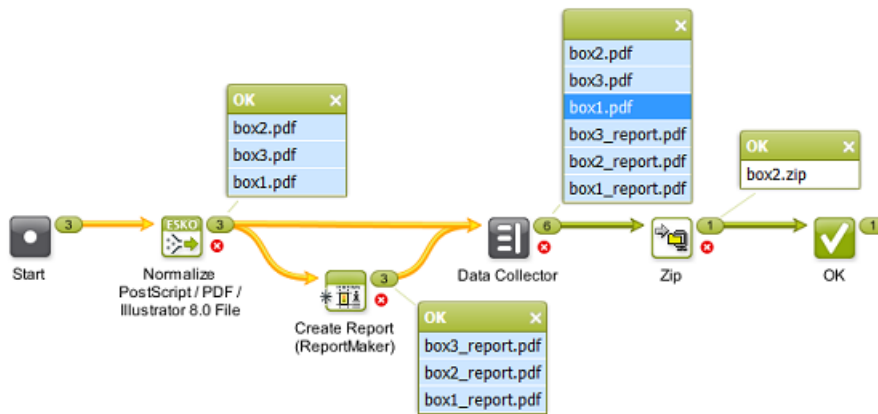 box2.pdf
box3.pdf
box1.pdf
box3_report.pdf
box2_report.pdf
box1_report.pdf
OK
box2.pdf
box3.pdf
box1.pdf
OK
box2.zip
3
ESKO
3
6
1
1
Start
Normalize
PostScript / PDF /
Illustrator 8.0 File
Data Collector
Zip
OK
3
Create Report
(ReportMaker)
OK
box3_report.pdf
box2_report.pdf
box1_report.pdf